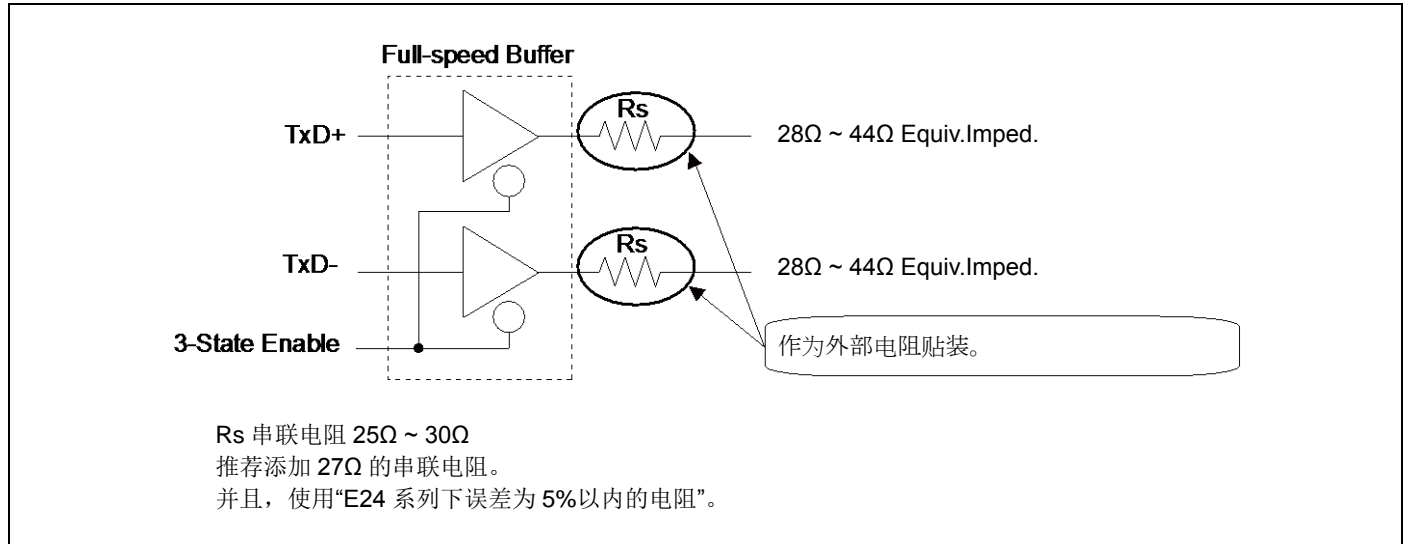 Full-speed Buffer
Rs
TxD+
28Ω ~ 44Ω Equiv.Imped.
Rs
TxD-
28Ω ~ 44Ω Equiv.Imped.
3-State Enable
作为外部电阻贴装。
Rs 串联电阻 25Ω ~ 30Ω
推荐添加 27Ω 的串联电阻。
并且，使用“E24 系列下误差为 5%以内的电阻”。